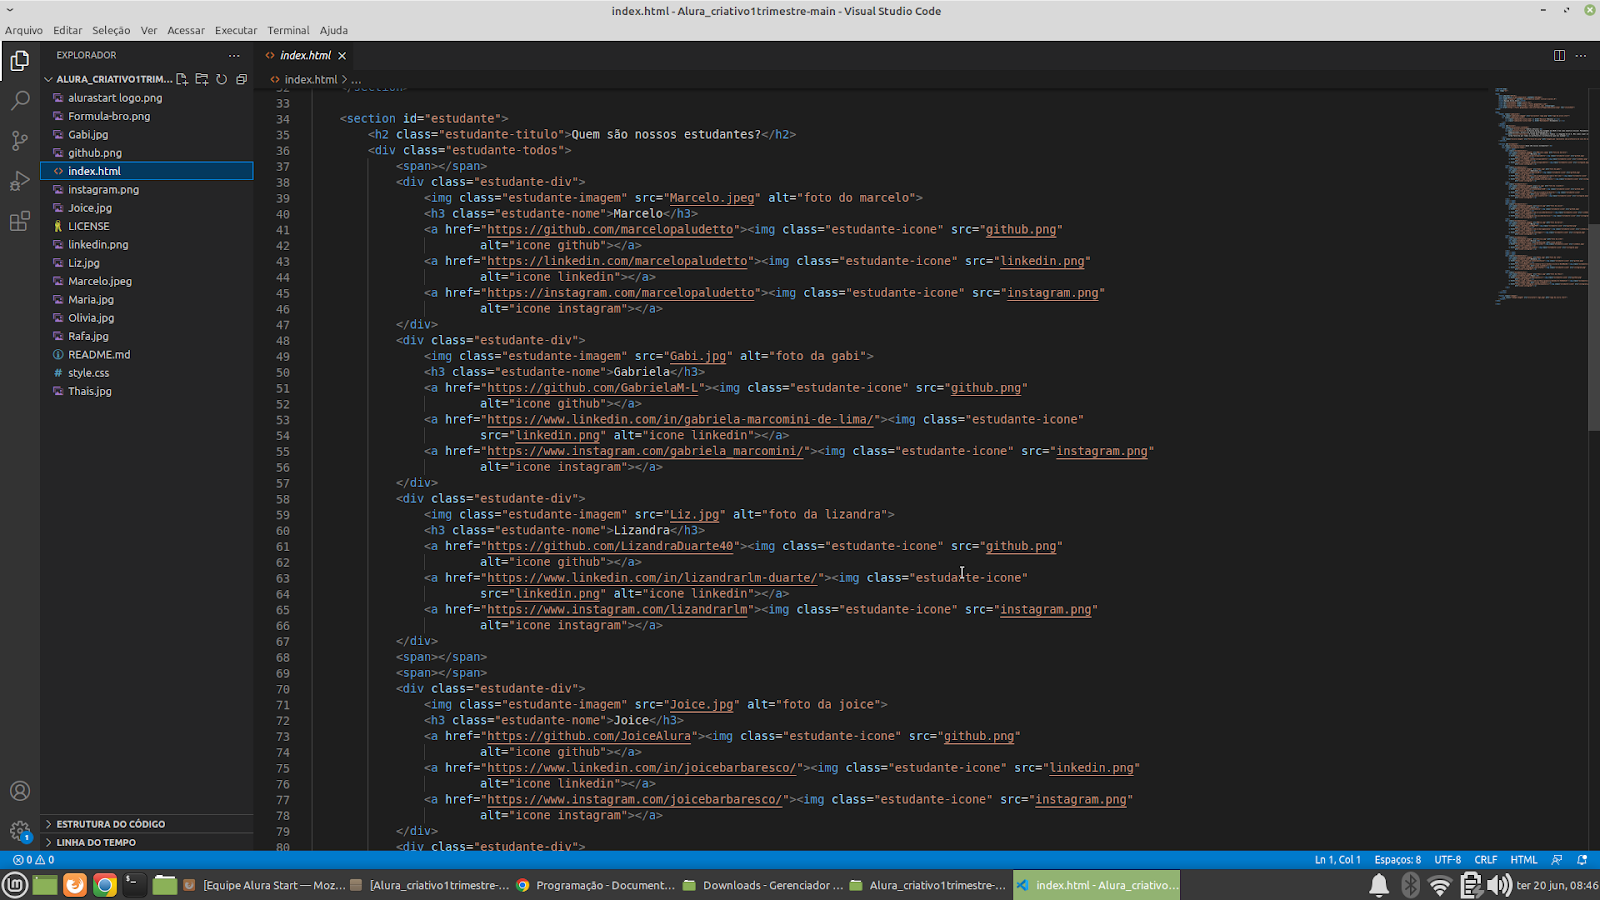 index.html - Alura_criativo1trimestre-main - Visual Studio Code
Arquivo Editar Seleção Ver Acessar Executar Terminal Ajuda
EXPLORADOR
ALURA_CRIATIVO1TRIM...
alurastart logo.png
Formula-bro.png
Gabi.jpg
github.png
index.html
instagram.png
Joice.jpg
LICENSE
linkedin.png
Liz.jpg
Marcelo.jpeg
Maria.jpg
Olivia.jpg
Rafa.jpg
README.md
style.css
Thais.jpg
ESTRUTURA DO CÓDIGO
LINHA DO TEMPO
index.html
index.html > ...
32 </section>
33
34 <section id="estudante">
35 <h2 class="estudante-titulo">Quem são nossos estudantes?</h2>
36 <div class="estudante-todos">
37 <span></span>
38 <div class="estudante-div">
39 <img class="estudante-imagem" src="Marcelo.jpeg" alt="foto do marcelo">
40 <h3 class="estudante-nome">Marcelo</h3>
41 <a href="https://github.com/marcelopaludetto"><img class="estudante-icone" src="github.png"
42 alt="icone github"></a>
43 <a href="https://linkedin.com/marcelopaludetto"><img class="estudante-icone" src="linkedin.png"
44 alt="icone linkedin"></a>
45 <a href="https://instagram.com/marcelopaludetto"><img class="estudante-icone" src="instagram.png"
46 alt="icone instagram"></a>
47 </div>
48 <div class="estudante-div">
49 <img class="estudante-imagem" src="Gabi.jpg" alt="foto da gabi">
50 <h3 class="estudante-nome">Gabriela</h3>
51 <a href="https://github.com/GabrielaM-L"><img class="estudante-icone" src="github.png"
52 alt="icone github"></a>
53 <a href="https://www.linkedin.com/in/gabriela-marcomini-de-lima/"><img class="estudante-icone"
54 src="linkedin.png" alt="icone linkedin"></a>
55 <a href="https://www.instagram.com/gabriela_marcomini/"><img class="estudante-icone" src="instagram.png"
56 alt="icone instagram"></a>
57 </div>
58 <div class="estudante-div">
59 <img class="estudante-imagem" src="Liz.jpg" alt="foto da lizandra">
60 <h3 class="estudante-nome">Lizandra</h3>
61 <a href="https://github.com/LizandraDuarte40"><img class="estudante-icone" src="github.png"
62 alt="icone github"></a>
63 <a href="https://www.linkedin.com/in/lizandrarlm-duarte/"><img class="estudante-icone"
64 src="linkedin.png" alt="icone linkedin"></a>
65 <a href="https://www.instagram.com/lizandrarlm"><img class="estudante-icone" src="instagram.png"
66 alt="icone instagram"></a>
67 </div>
68 <span></span>
69 <span></span>
70 <div class="estudante-div">
71 <img class="estudante-imagem" src="Joice.jpg" alt="foto da joice">
72 <h3 class="estudante-nome">Joice</h3>
73 <a href="https://github.com/JoiceAlura"><img class="estudante-icone" src="github.png"
74 alt="icone github"></a>
75 <a href="https://www.linkedin.com/in/joicebarbaresco/"><img class="estudante-icone" src="linkedin.png"
76 alt="icone linkedin"></a>
77 <a href="https://www.instagram.com/joicebarbaresco/"><img class="estudante-icone" src="instagram.png"
78 alt="icone instagram"></a>
79 </div>
80 <div class="estudante-div">
1
0 0 Ln 1, Col 1 Espaços: 8 UTF-8 CRLF HTML
[Equipe Alura Start — Moz... [Alura_criativo1trimestre-... Programação - Document... Downloads - Gerenciador ... Alura_criativo1trimestre-... index.html - Alura_criativo... ter 20 jun, 08:46